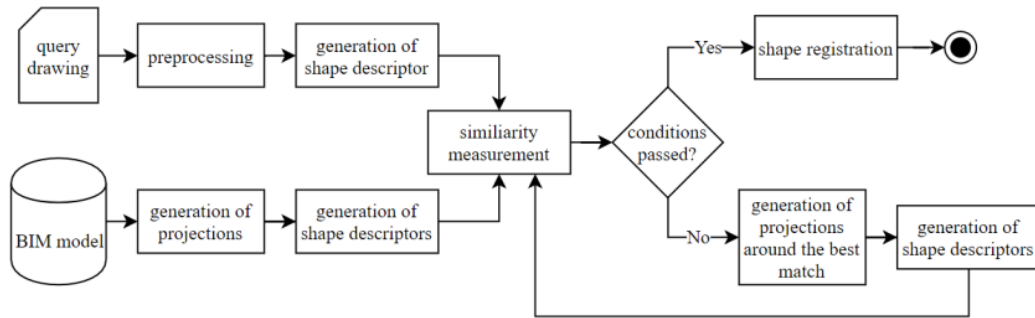 query
drawing
preprocessing
generation of
shape descriptor
Yes
shape registration
similiarity
measurement
conditions
passed?
BIM model
generation of
projections
generation of
shape descriptors
No
generation of
projections
around the best
match
generation of
shape descriptors